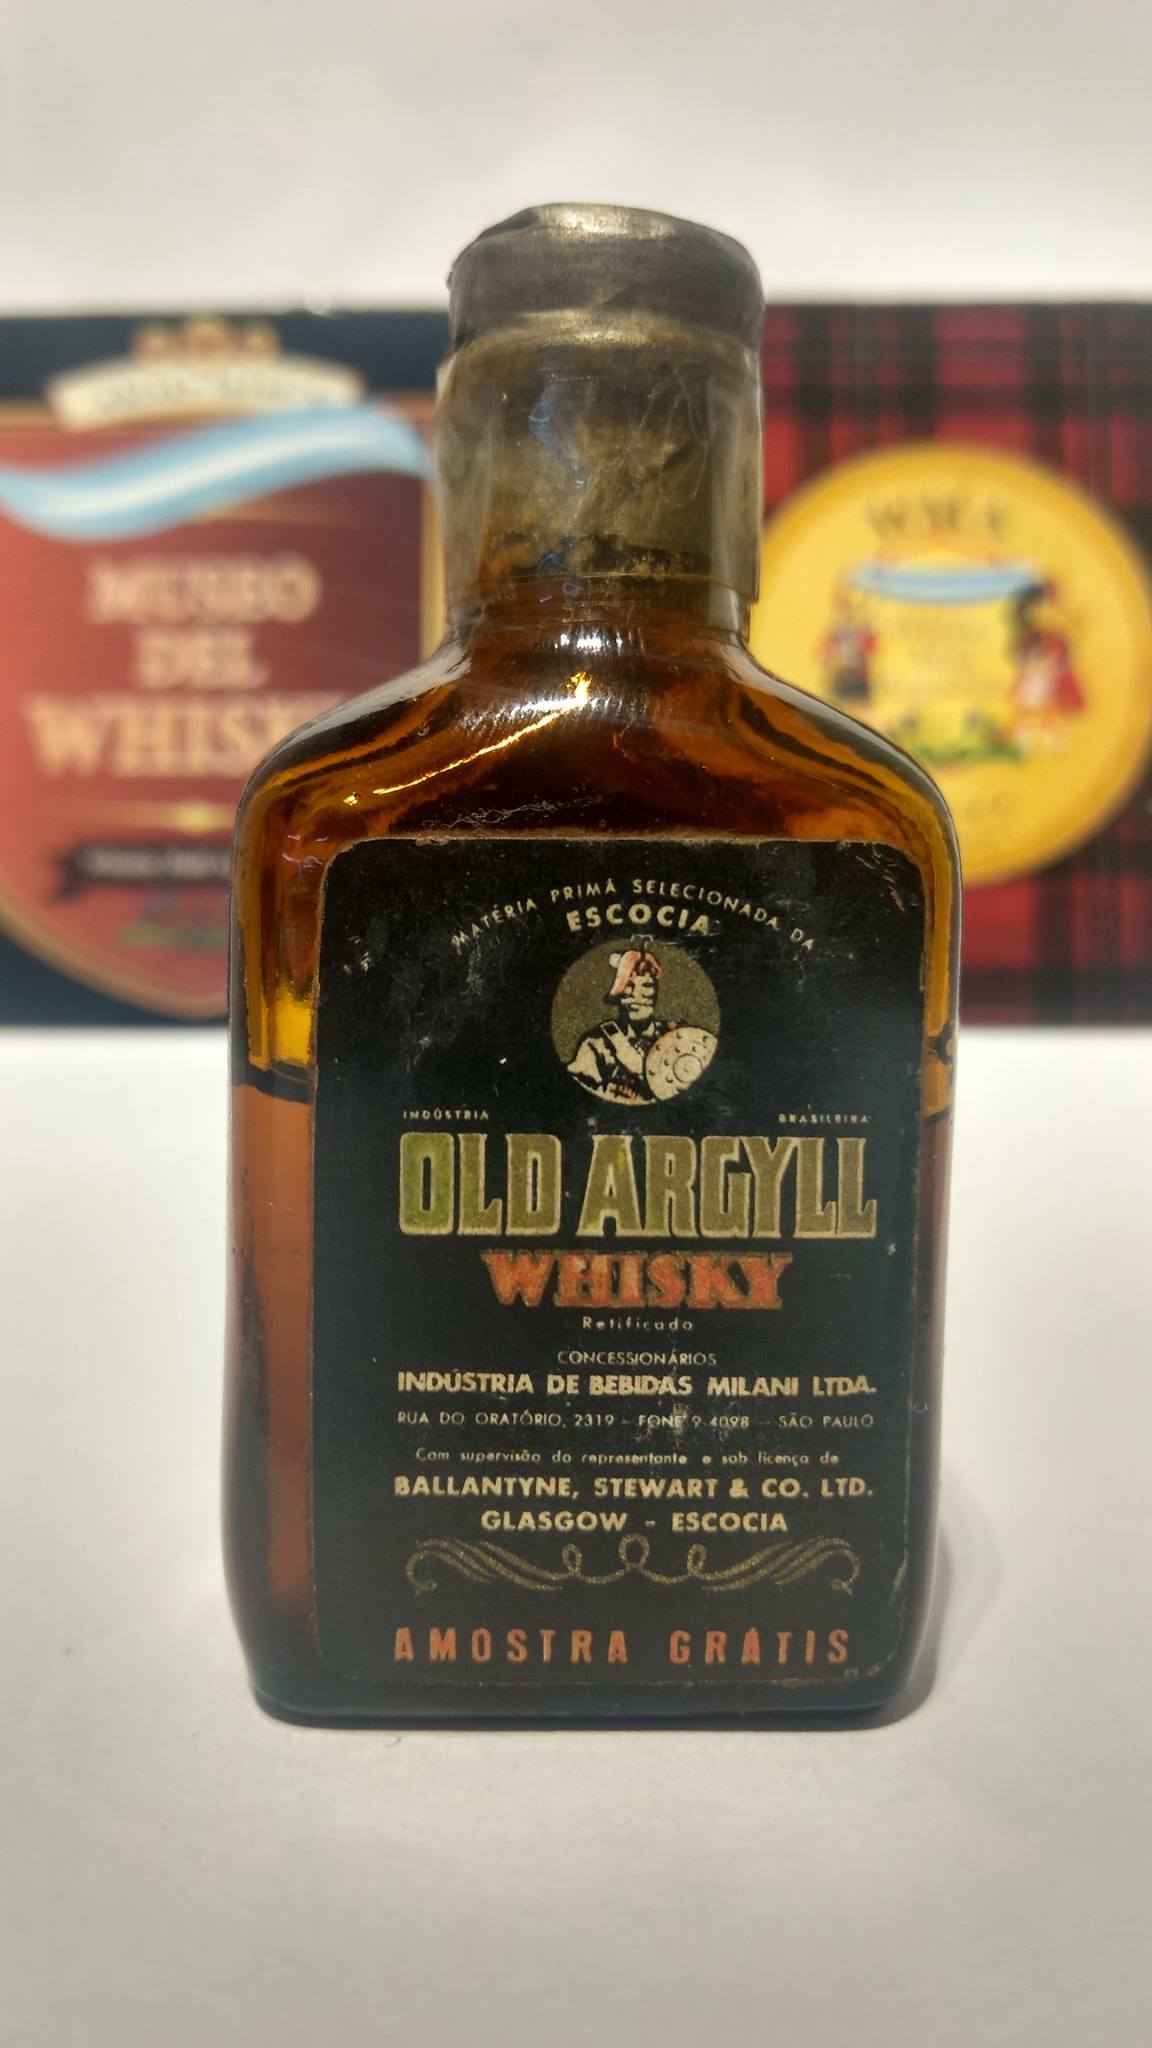 MUSEO
DEL
WHISKY
MATÉRIA PRIMA SELECIONADA DA
ESCOCIA
INDÚSTRIA BRASILEIRA
OLD ARGYLL
WHISKY
Retificado
CONCESSIONÁRIOS
INDÚSTRIA DE BEBIDAS MILANI LTDA.
RUA DO ORATÓRIO, 2319 - FONE 9-4098 - SÃO PAULO
Com supervisão do representante e sob licença de
BALLANTYNE, STEWART & CO. LTD.
GLASGOW - ESCOCIA
AMOSTRA GRÁTIS